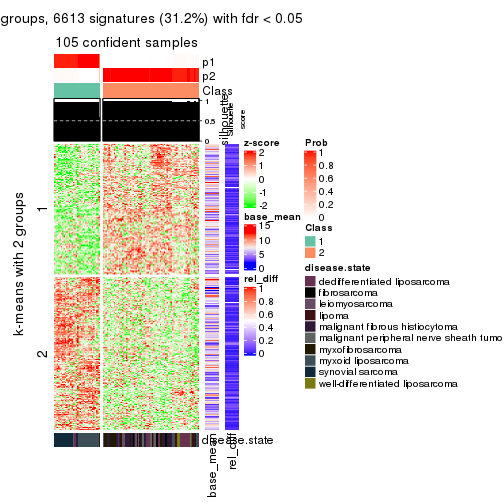 groups, 6613 signatures (31.2%) with fdr < 0.05
105 confident samples
p1
p2
Class
1
0.5
0
silhouette
Silhouette
score
k-means with 2 groups
1
2
disease.state
base_mean
rel_diff
z-score
2
1
0
-1
-2
base_mean
15
10
5
0
rel_diff
1
0.8
0.6
0.4
0.2
0
Prob
1
0.8
0.6
0.4
0.2
0
Class
1
2
disease.state
dedifferentiated liposarcoma
fibrosarcoma
leiomyosarcoma
lipoma
malignant fibrous histiocytoma
malignant peripheral nerve sheath tumo
myxofibrosarcoma
myxoid liposarcoma
synovial sarcoma
well-differentiated liposarcoma